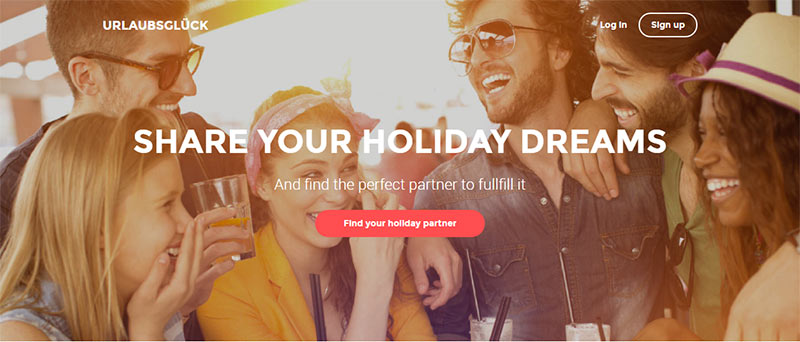 URLAUBSGLÜCK
Log In
Sign up
SHARE YOUR HOLIDAY DREAMS
And find the perfect partner to fullfill it
Find your holiday partner